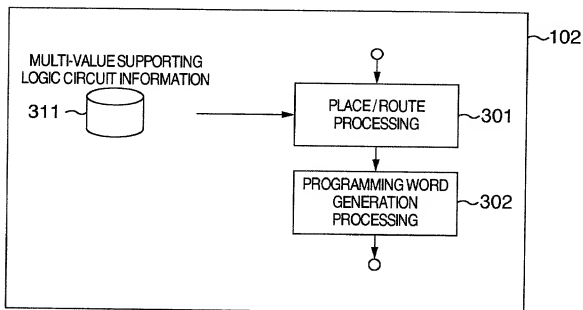 102
MULTI-VALUE SUPPORTING
LOGIC CIRCUIT INFORMATION
311
PLACE/ROUTE
PROCESSING
301
PROGRAMMING WORD
GENERATION
PROCESSING
302